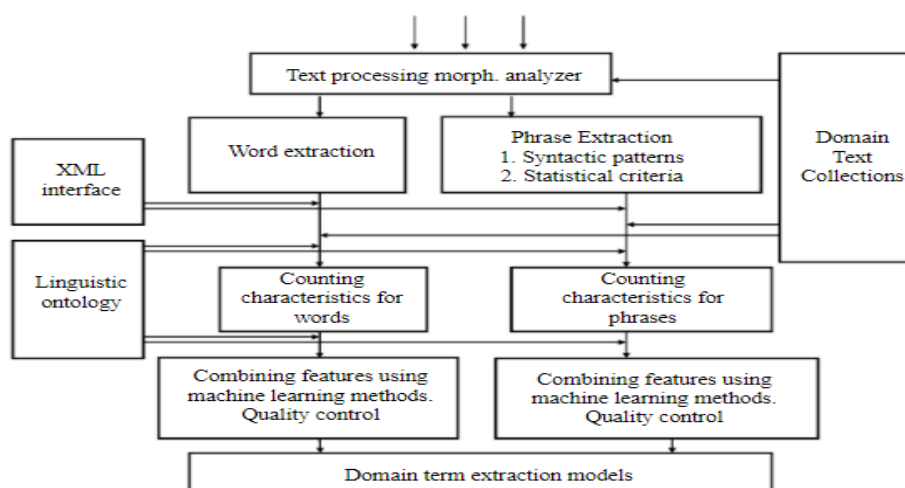 Text processing morph. analyzer
Word extraction
Phrase Extraction
1. Syntactic patterns
2. Statistical criteria
Domain
Text
Collections
XML
interface
Linguistic
ontology
Counting
characteristics for
words
Counting
characteristics for
phrases
Combining features using
machine learning methods.
Quality control
Combining features using
machine learning methods.
Quality control
Domain term extraction models